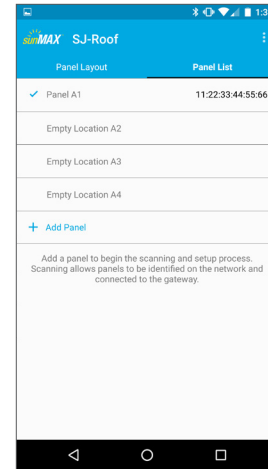 1:3
sunMAX SJ-Roof
Panel Layout Panel List
Panel A1 11:22:33:44:55:66
Empty Location A2
Empty Location A3
Empty Location A4
+ Add Panel
Add a panel to begin the scanning and setup process.
Scanning allows panels to be identified on the network and
connected to the gateway.